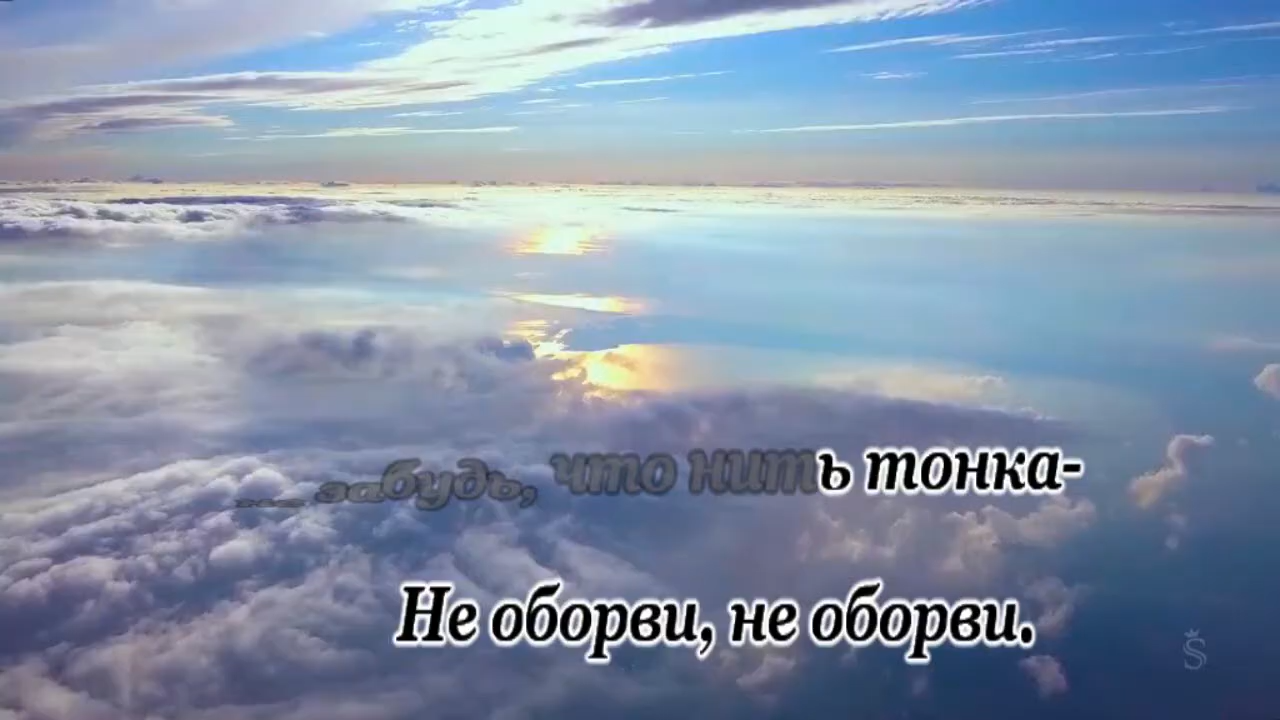 забудь, что нить тонка-
Не оборви, не оборви.
Š